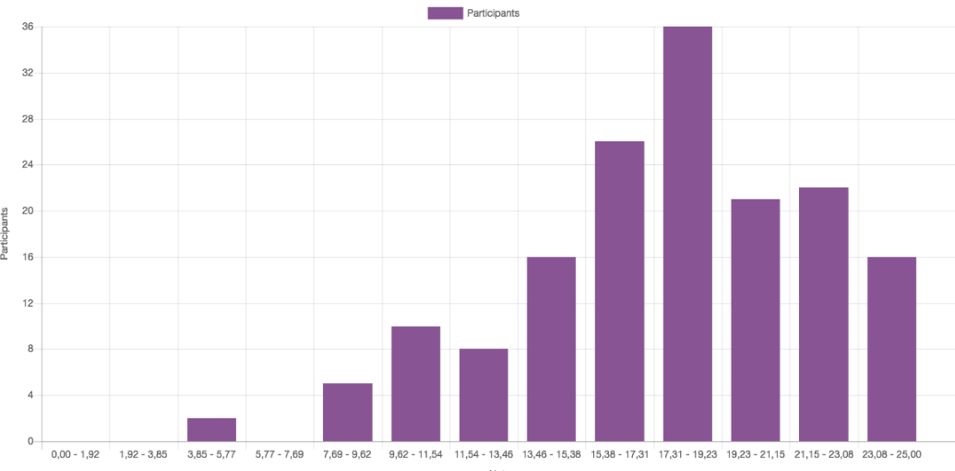 Participants
36
32
28
24
20
16
12
8
4
0
Participants
0,00 - 1,92
1,92 - 3,85
3,85 - 5,77
5,77 - 7,69
7,69 - 9,62
9,62 - 11,54
11,54 - 13,46
13,46 - 15,38
15,38 - 17,31
17,31 - 19,23
19,23 - 21,15
21,15 - 23,08
23,08 - 25,00